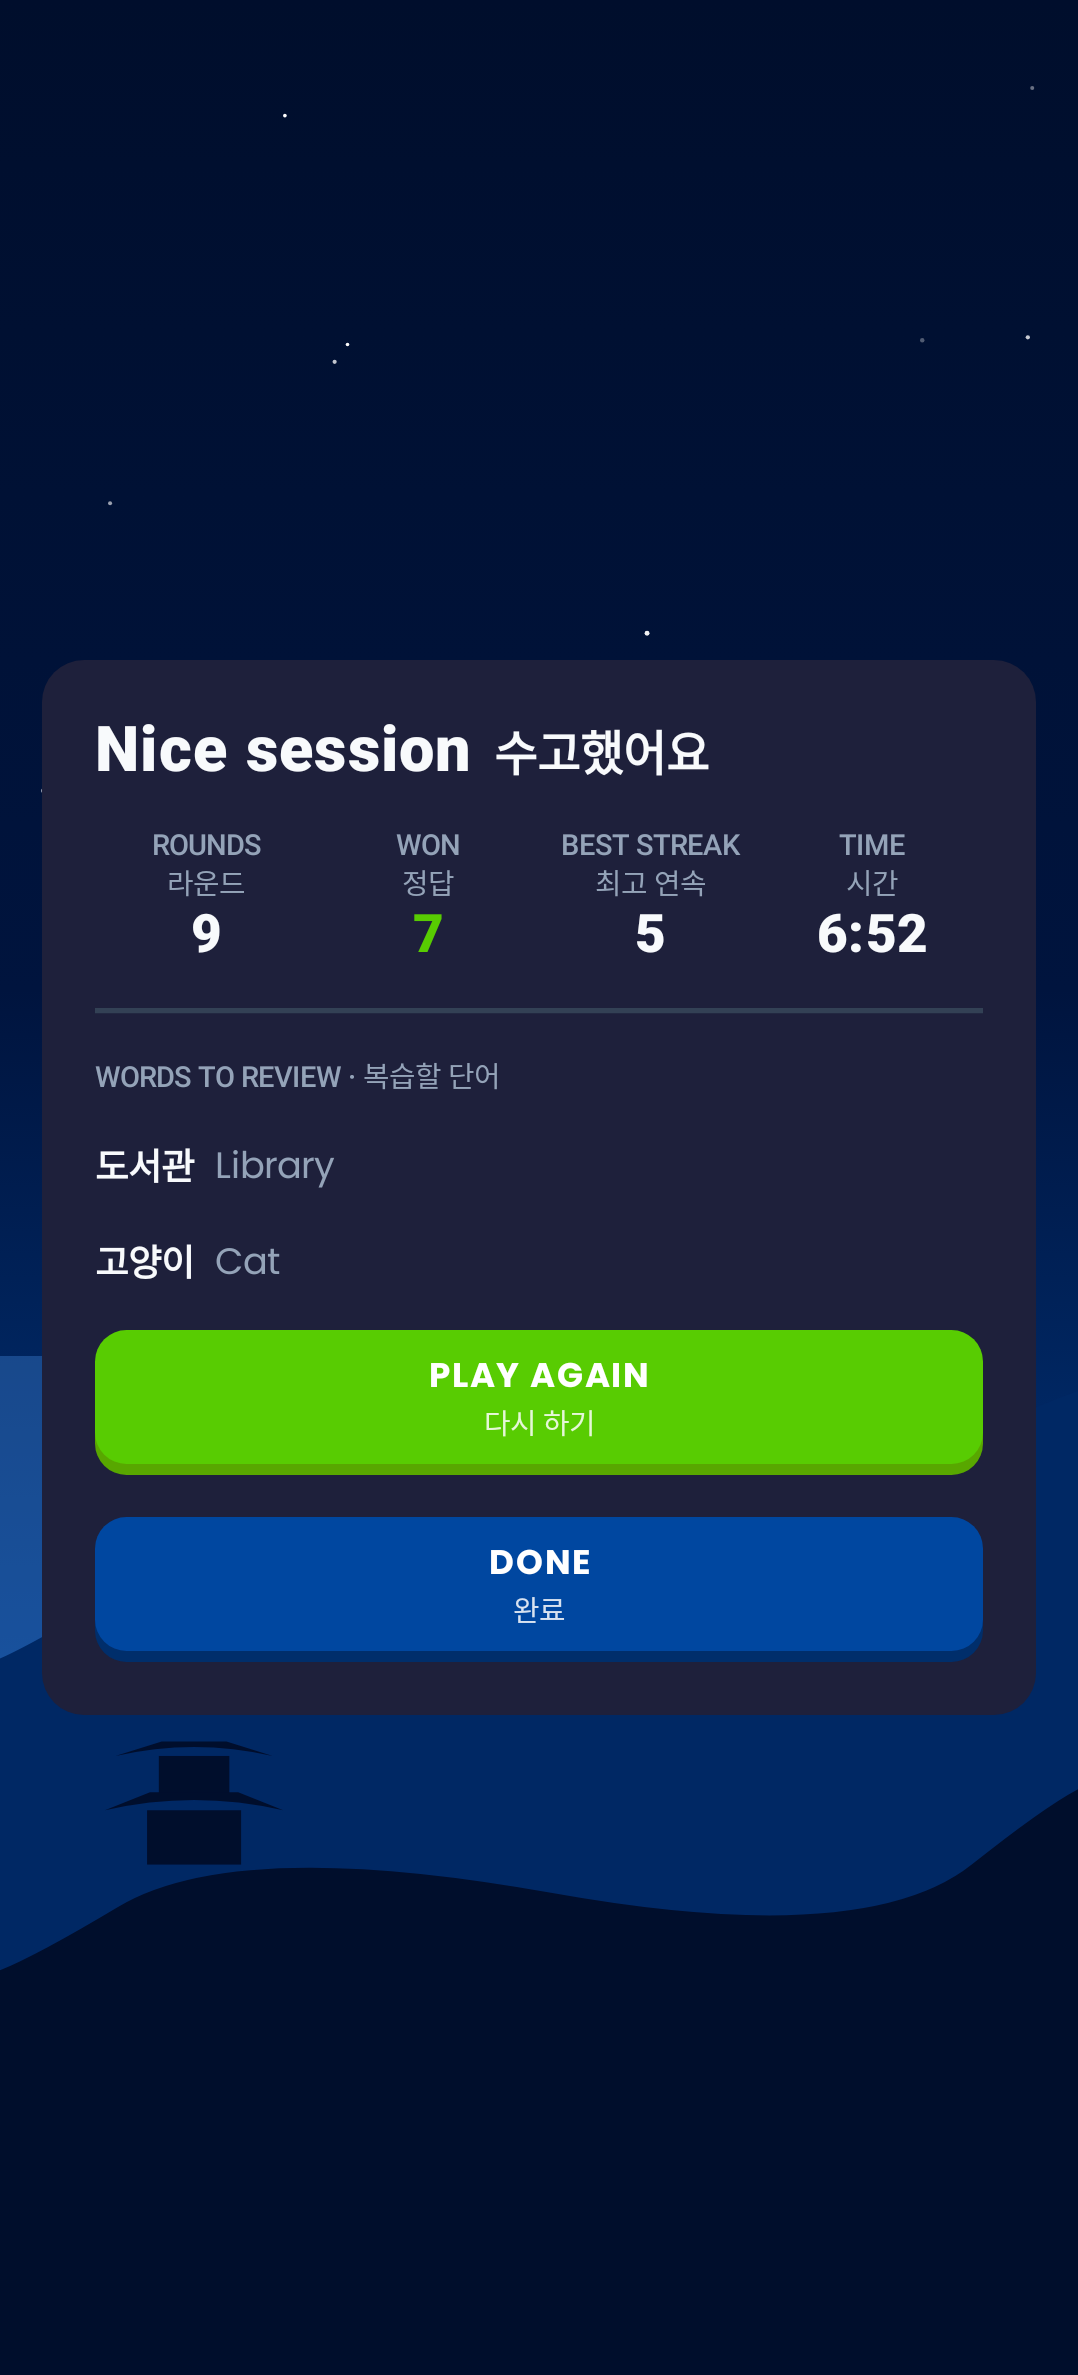 Nice session 수고했어요
ROUNDS WON BEST STREAK TIME
라운드 정답 최고 연속 시간
9 7 5 6:52
WORDS TO REVIEW · 복습할 단어
도서관 Library
고양이 Cat
PLAY AGAIN
다시 하기
DONE
완료